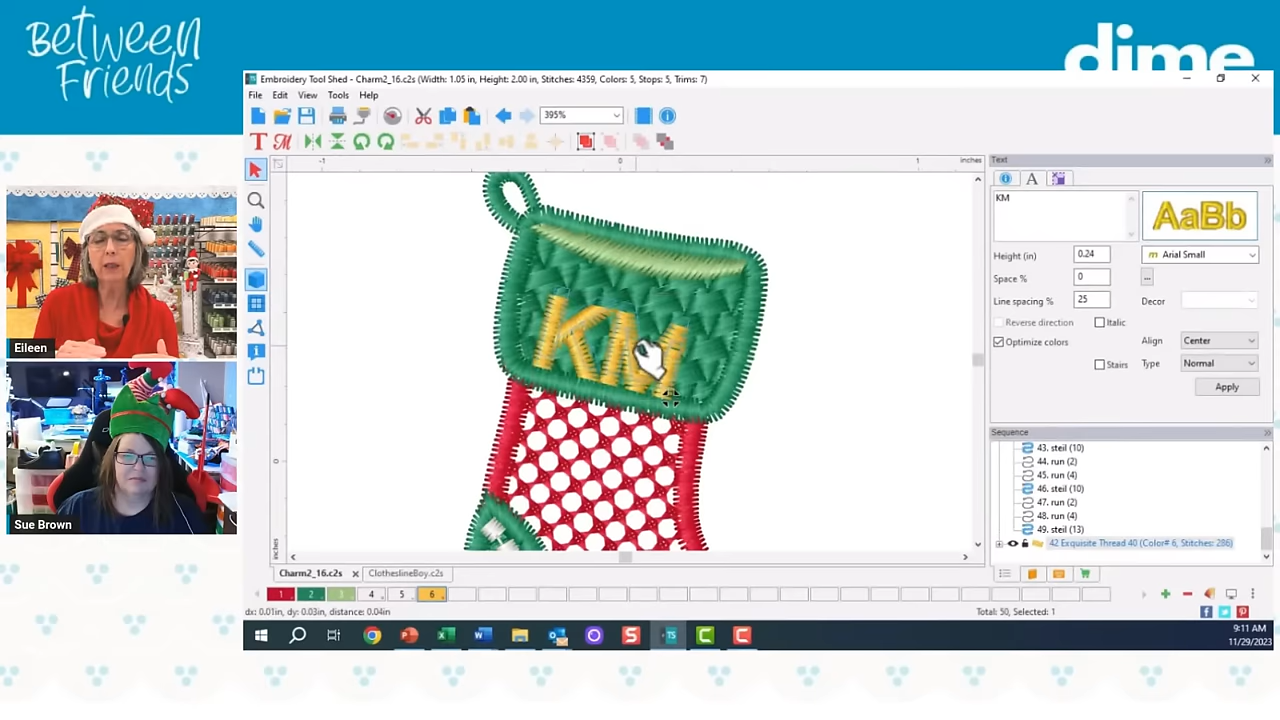 Between
Friends
dime
Embroidery Tool Shed - Charm2_16.c2s (Width: 1.05 in, Height: 2.00 in, Stitches: 4359, Colors: 5, Stops: 5, Trims: 7)
File Edit View Tools Help
395%
T M
-1 0 1 inches
Text
A
KM
AaBb
Height (in) 0.24 m Arial Small
Space % 0 ...
Line spacing % 25 Decor
Reverse direction Italic
Optimize colors Align Center
Stairs Type Normal
Apply
KM
Eileen
Sue Brown
0
inches
Sequence
43. steil (10)
44. run (2)
45. run (4)
46. steil (10)
47. run (2)
48. run (4)
49. steil (13)
42 Exquisite Thread 40 (Color# 6, Stitches: 286)
Charm2_16.c2s x ClotheslineBoy.c2s
1 2 3 4 5 6
dx: 0.01in, dy: 0.03in, distance: 0.04in
Total: 50, Selected: 1
9:11 AM
11/29/2023